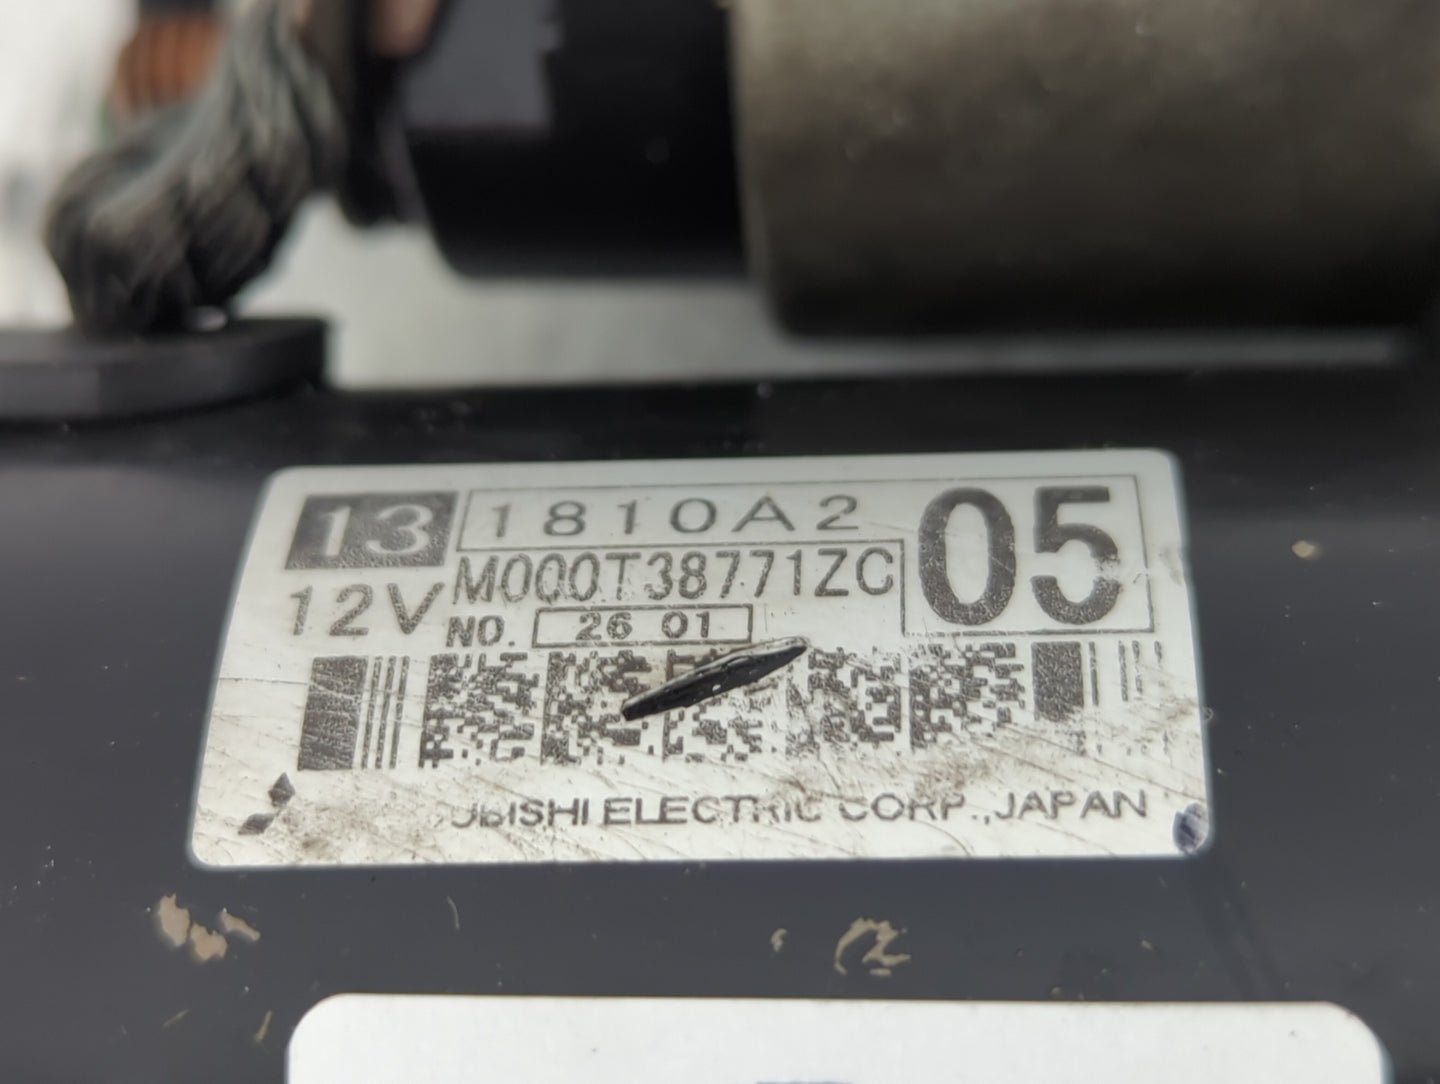 13 1810A2 05
12V M000T38771ZC
NO. 26 01
UBISHI ELECTRIC CORP., JAPAN